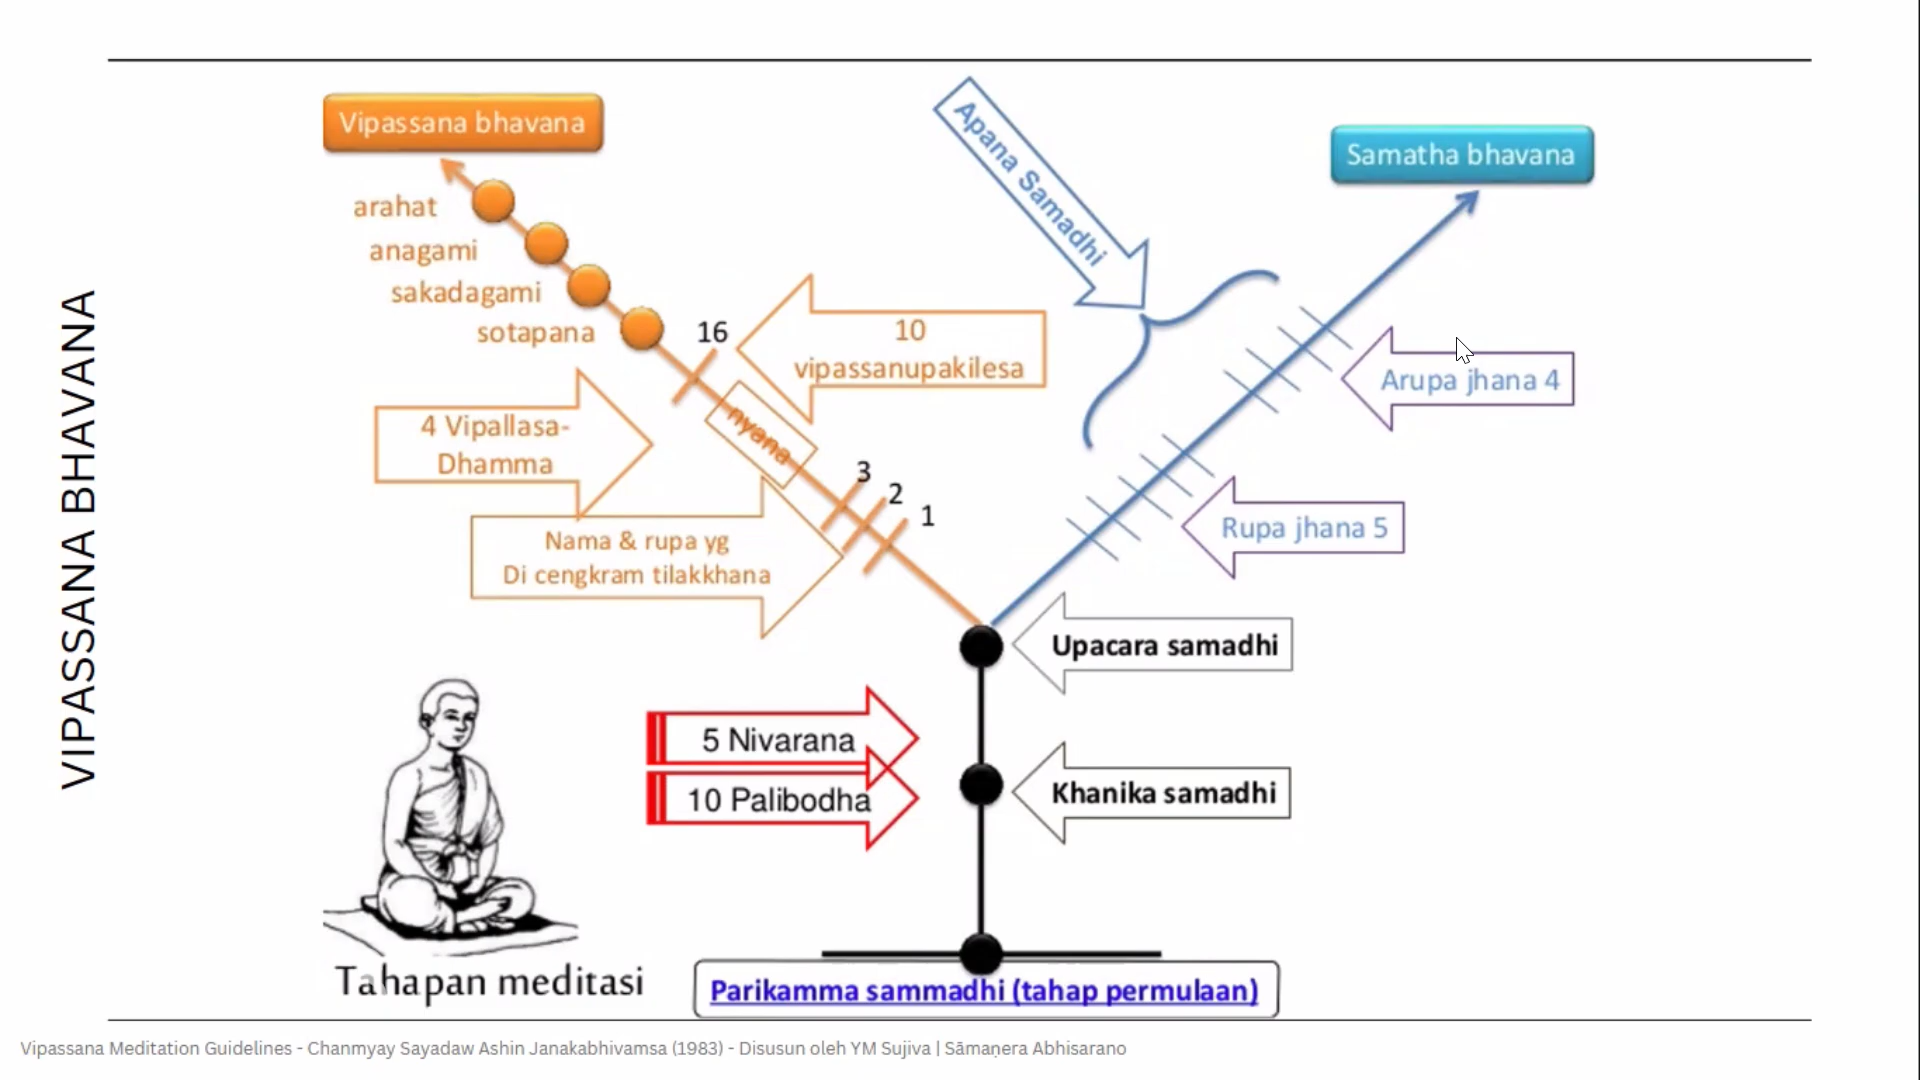 VIPASSANA BHAVANA
Vipassana bhavana
Apana Samadhi
Samatha bhavana
arahat
anagami
sakadagami
sotapana
16
10
vipassanupakilesa
Arupa jhana 4
4 Vipallasa-
Dhamma
nyana
3
2
1
Nama & rupa yg
Di cengkram tilakkhana
Rupa jhana 5
Upacara samadhi
5 Nivarana
10 Palibodha
Khanika samadhi
Tahapan meditasi
Parikamma sammadhi (tahap permulaan)
Vipassana Meditation Guidelines - Chanmyay Sayadaw Ashin Janakabhivamsa (1983) - Disusun oleh YM Sujiva | Sāmaṇera Abhisarano